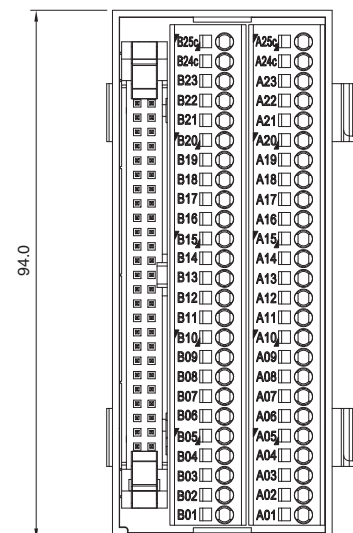 94.0
B25c A25c
B24c A24c
B23 A23
B22 A22
B21 A21
B20 A20
B19 A19
B18 A18
B17 A17
B16 A16
B15 A15
B14 A14
B13 A13
B12 A12
B11 A11
B10 A10
B09 A09
B08 A08
B07 A07
B06 A06
B05 A05
B04 A04
B03 A03
B02 A02
B01 A01